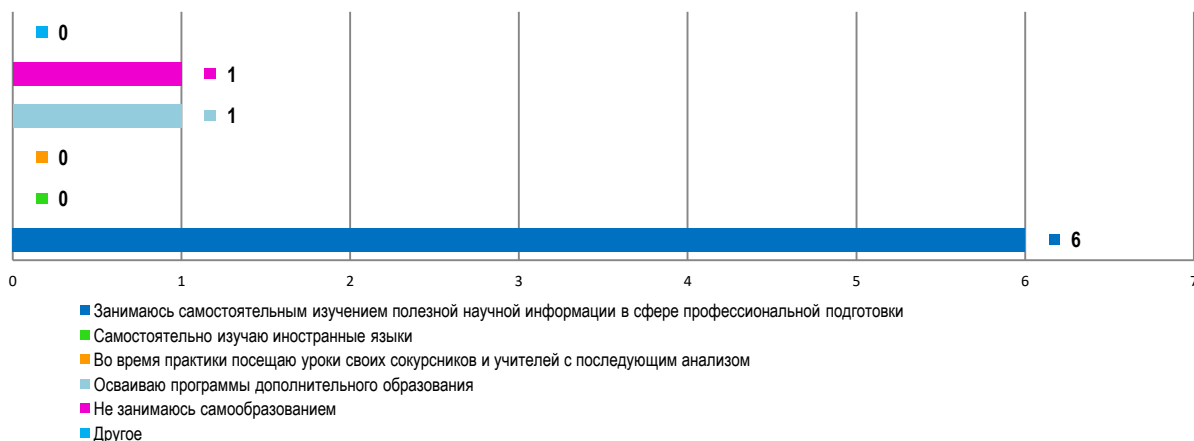 0
1
1
0
0
6
0 1 2 3 4 5 6 7
Занимаюсь самостоятельным изучением полезной научной информации в сфере профессиональной подготовки
Самостоятельно изучаю иностранные языки
Во время практики посещаю уроки своих сокурсников и учителей с последующим анализом
Осваиваю программы дополнительного образования
Не занимаюсь самообразованием
Другое